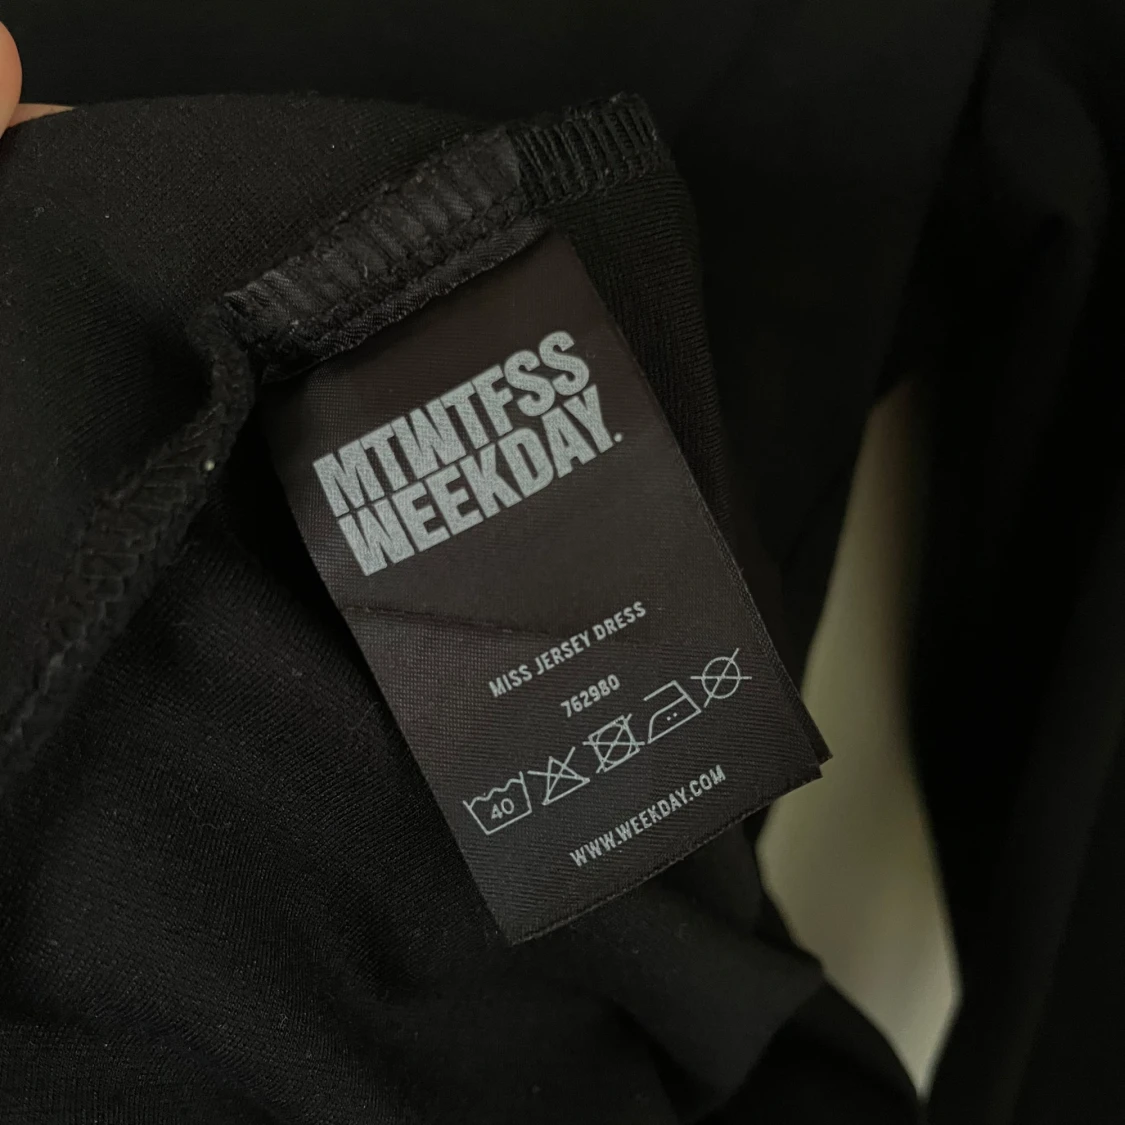 MTWTFSS
WEEKDAY.
MISS JERSEY DRESS
762980
40
WWW.WEEKDAY.COM